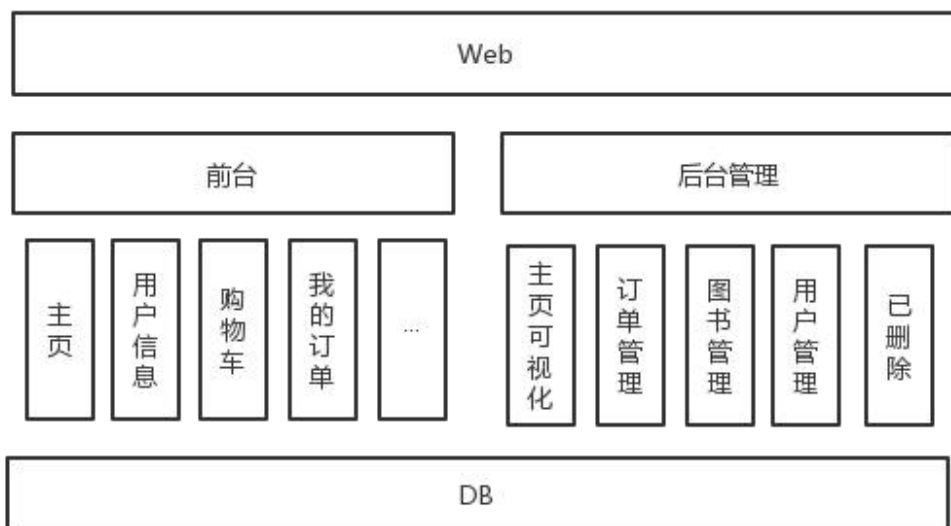 Web
前台
后台管理
主页
用户信息
购物车
我的订单
...
主页可视化
订单管理
图书管理
用户管理
已删除
DB